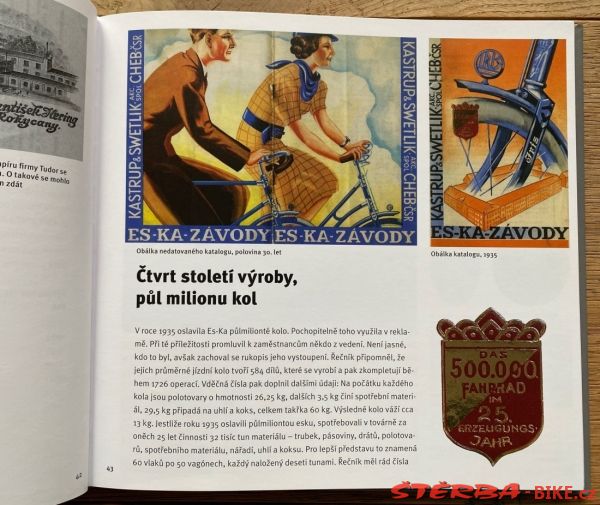 František Hering
Rokycany.
apíru firmy Tudor se
a. O takové se mohlo
n zdát
42
KASTRUP & SWETLIK
AKC. SPOL. CHEB ČSR
KASTRUP & SWETLIK
AKC. SPOL. CHEB ČSR
ES-KA-ZÁVODY ES-KA-ZÁVODY
Obálka nedatovaného katalogu, polovina 30. let
KASTRUP & SWETLIK
AKC. SPOL. CHEB ČSR
ES-KA-ZÁVODY
Obálka katalogu, 1935
Čtvrt století výroby,
půl milionu kol
V roce 1935 oslavila Es-Ka půlmilionté kolo. Pochopitelně toho využila v rekla-
mě. Při té příležitosti promluvil k zaměstnancům někdo z vedení. Není jasné,
kdo to byl, avšak zachoval se rukopis jeho vystoupení. Řečník připomněl, že
jejich průměrné jízdní kolo tvoří 584 dílů, které se vyrobí a pak zkompletují bě-
hem 1726 operací. Vděčná čísla pak doplnil dalšími údaji: Na počátku každého
kola jsou polotovary o hmotnosti 26,25 kg, dalších 3,5 kg činí spotřební materi-
ál, 29,5 kg připadá na uhlí a koks, celkem takřka 60 kg. Výsledné kolo váží cca
13 kg. Jestliže roku 1935 oslavili půlmiliontou esku, spotřebovali v továrně za
oněch 25 let činnosti 32 tisíc tun materiálu – trubek, pásoviny, drátů, polotova-
rů, spotřebního materiálu, nářadí, uhlí a koksu. Pro lepší představu to znamená
60 vlaků po 50 vagónech, každý naložený deseti tunami. Řečník měl rád čísla
43
DAS
500.000
FAHRRAD
IM
25.
ERZEUGUNGS-
JAHR
ŠTĚRBA-BIKE.cz